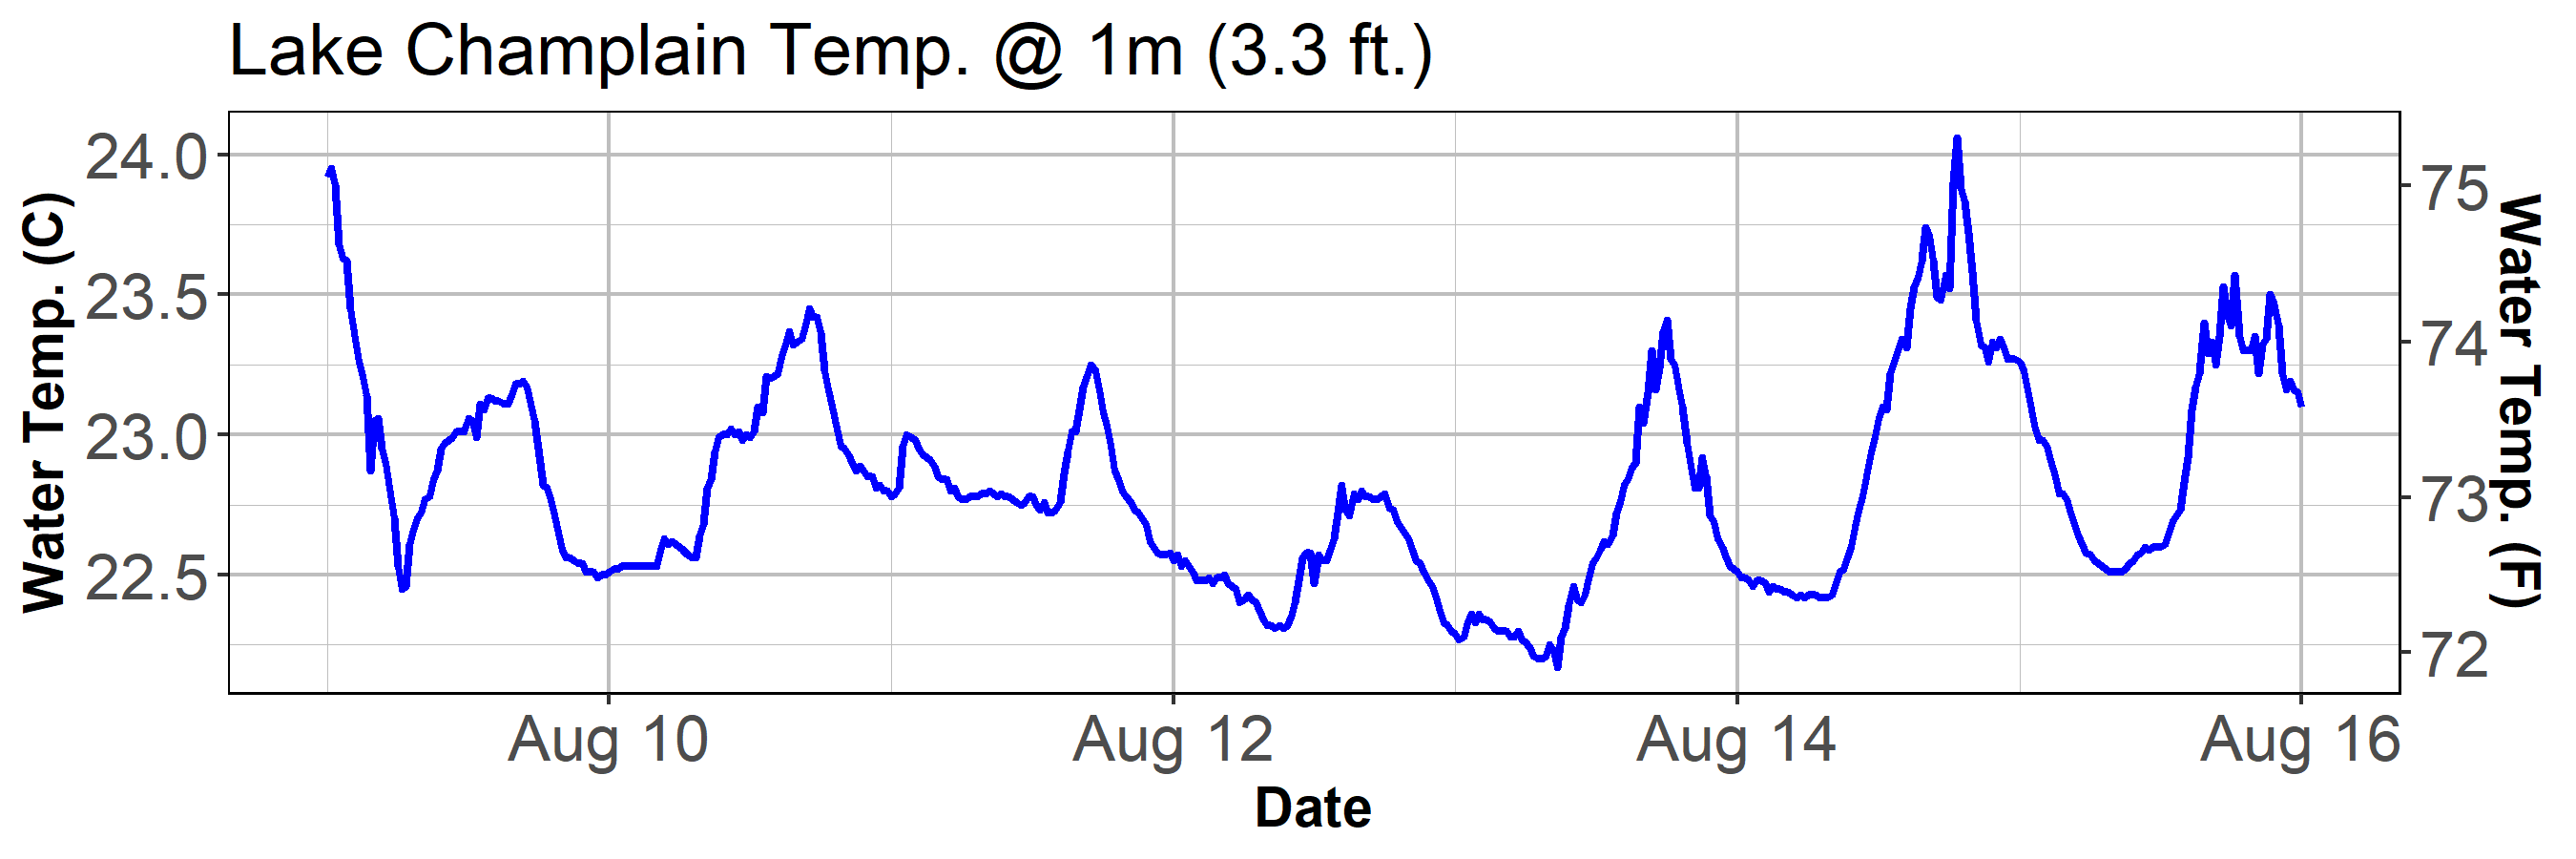 Lake Champlain Temp. @ 1m (3.3 ft.)
Water Temp. (C)
24.0
23.5
23.0
22.5
75
74
73
72
Water Temp. (F)
Aug 10 Aug 12 Aug 14 Aug 16
Date